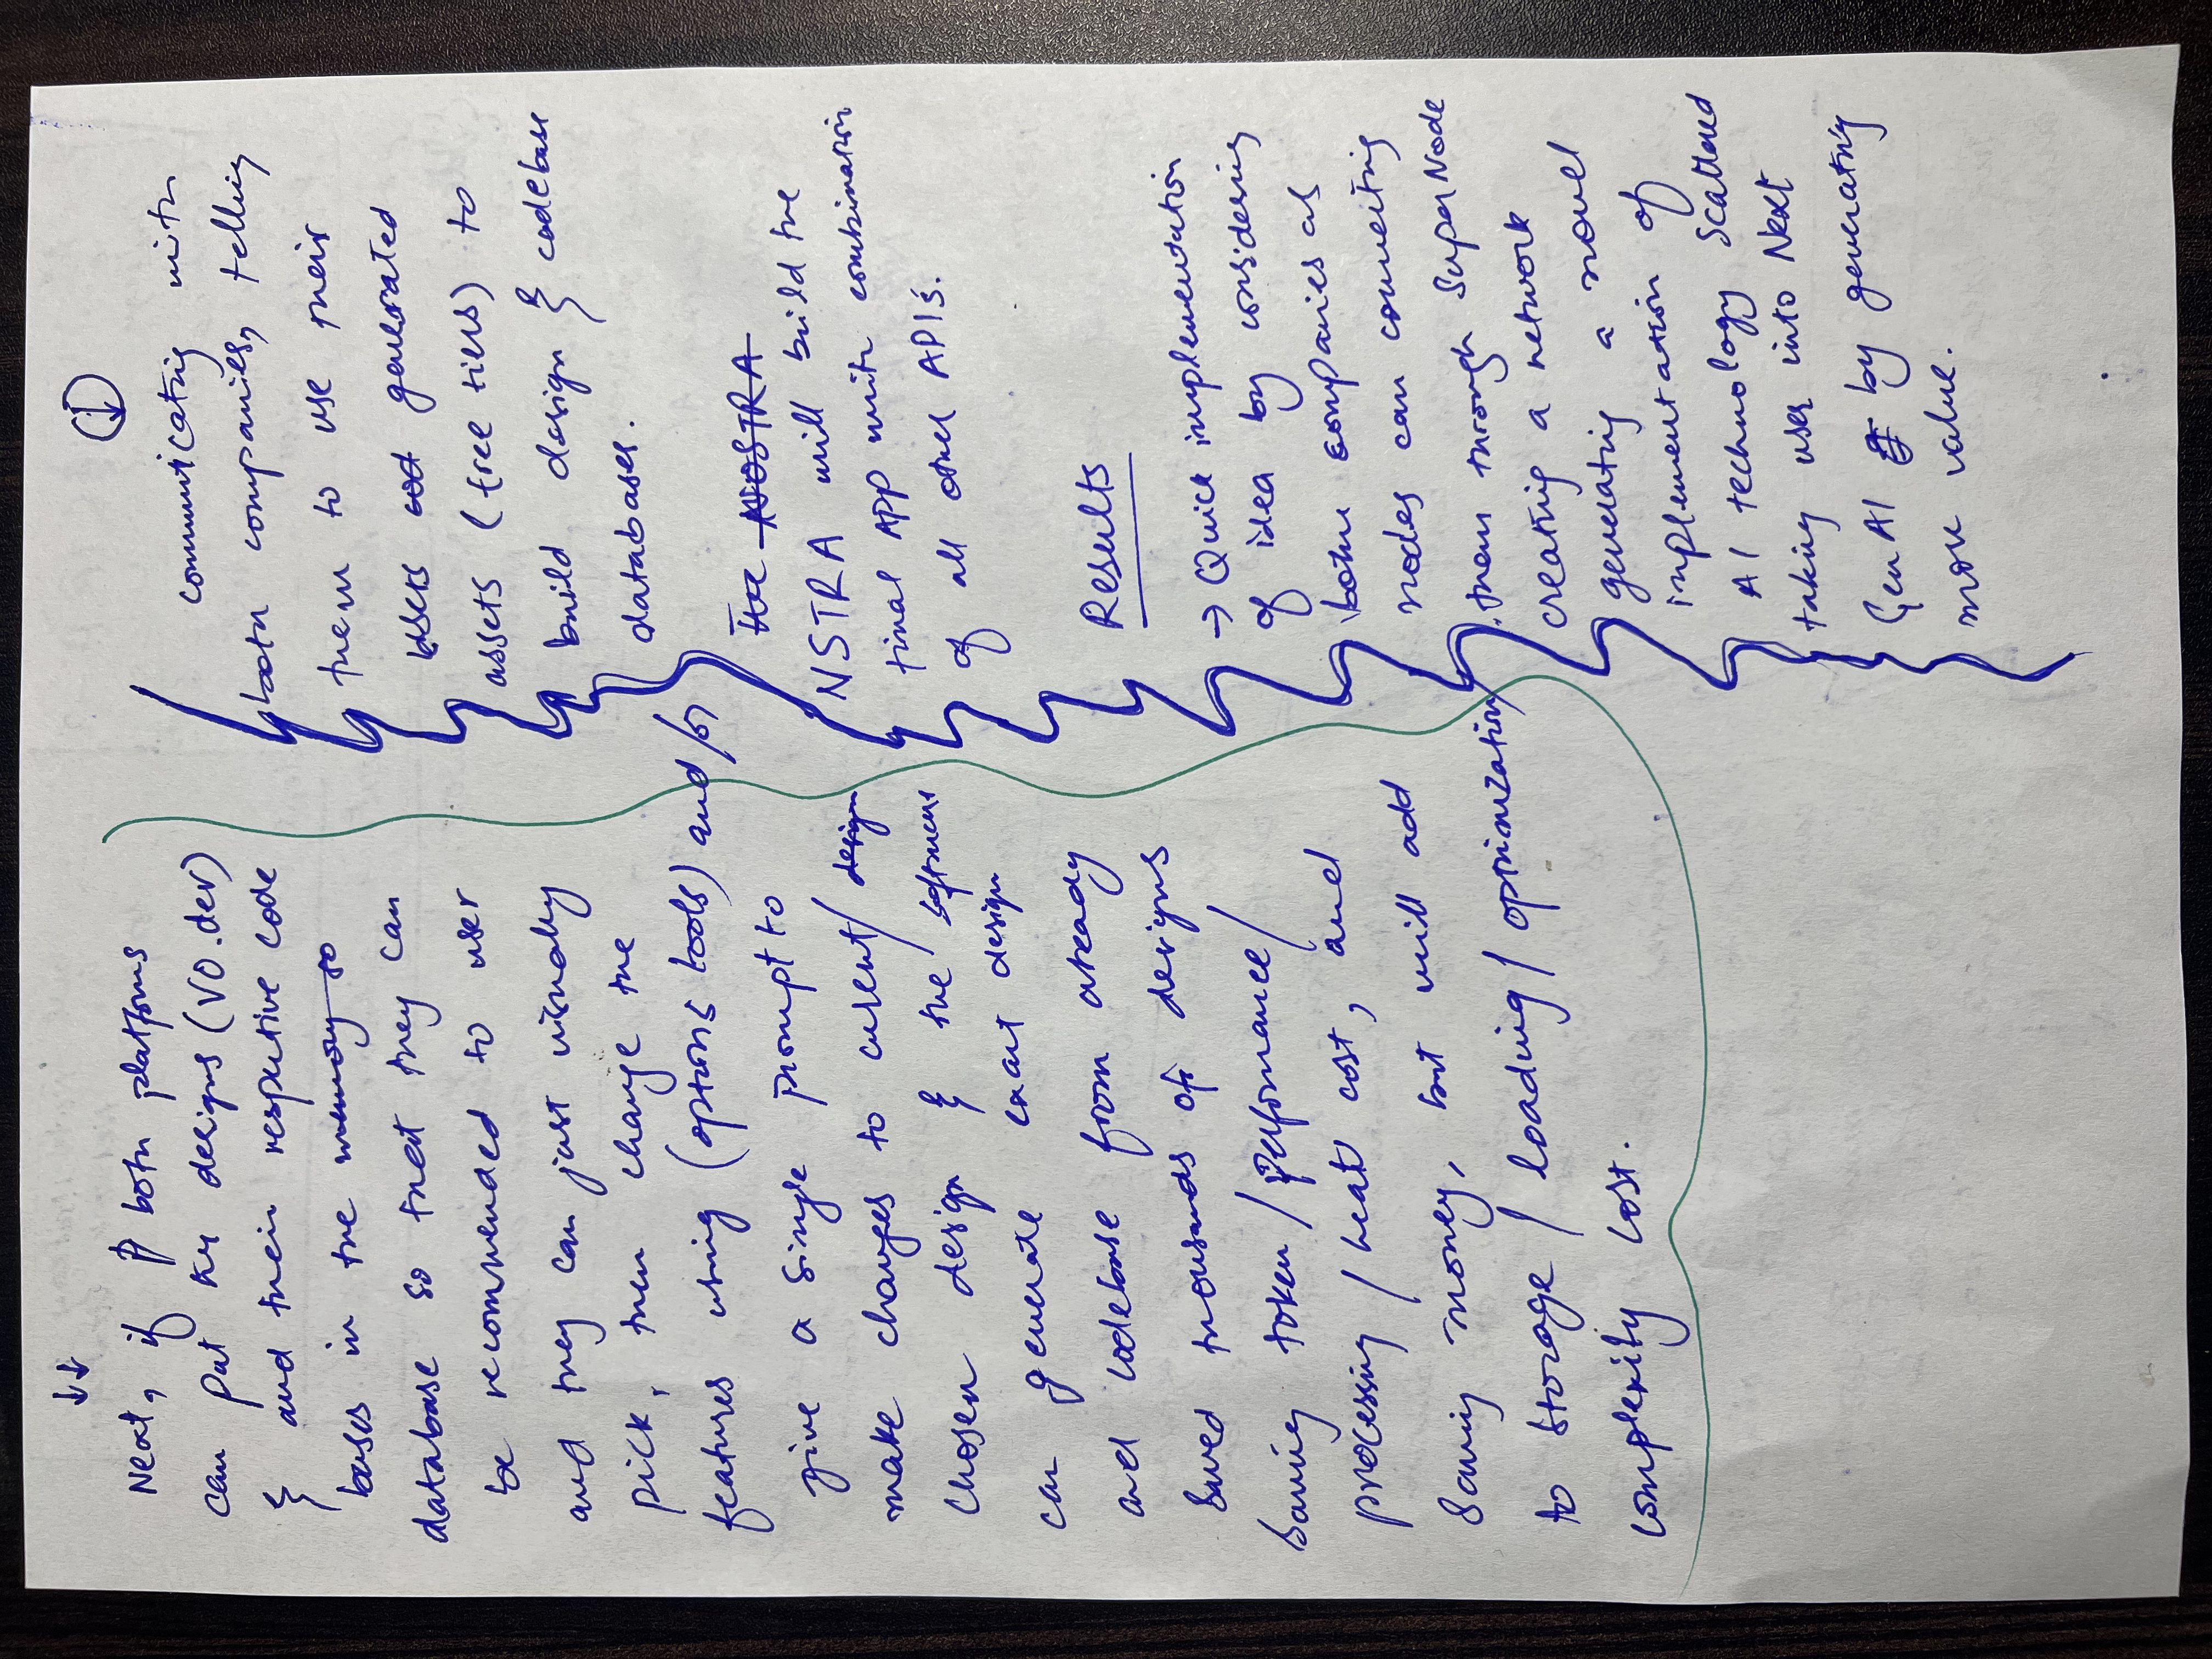 ↓↓
Next, if both platforms
can put designs (V0.dev)
& and their respective code
bases in the memory so
database so that they can
be recommended to user
and they can just visually
pick, then change the
features using (options tools) and/or
give a single prompt to
make changes to current/ design
chosen design & the software
can generate exact design
and codebase from already
saved thousands of designs
saving token / performance /
processing / heat cost, and
saving money, but will add
to storage / loading / optimization
complexity cost.
↓
communicating with
both companies, telling
them to use their
users generated
assets (free tiers) to
build design & codebase
databases.
The NOSTRA
NSTRA will build the
final APP with combination
of all other API's.
Results
→ Quick implementation
of idea by considering
both companies as
nodes can connecting
them through SuperNode
creating a network
generating a novel
implementation of
AI technology scattered
taking user into Next
GenAI by generating
more value.